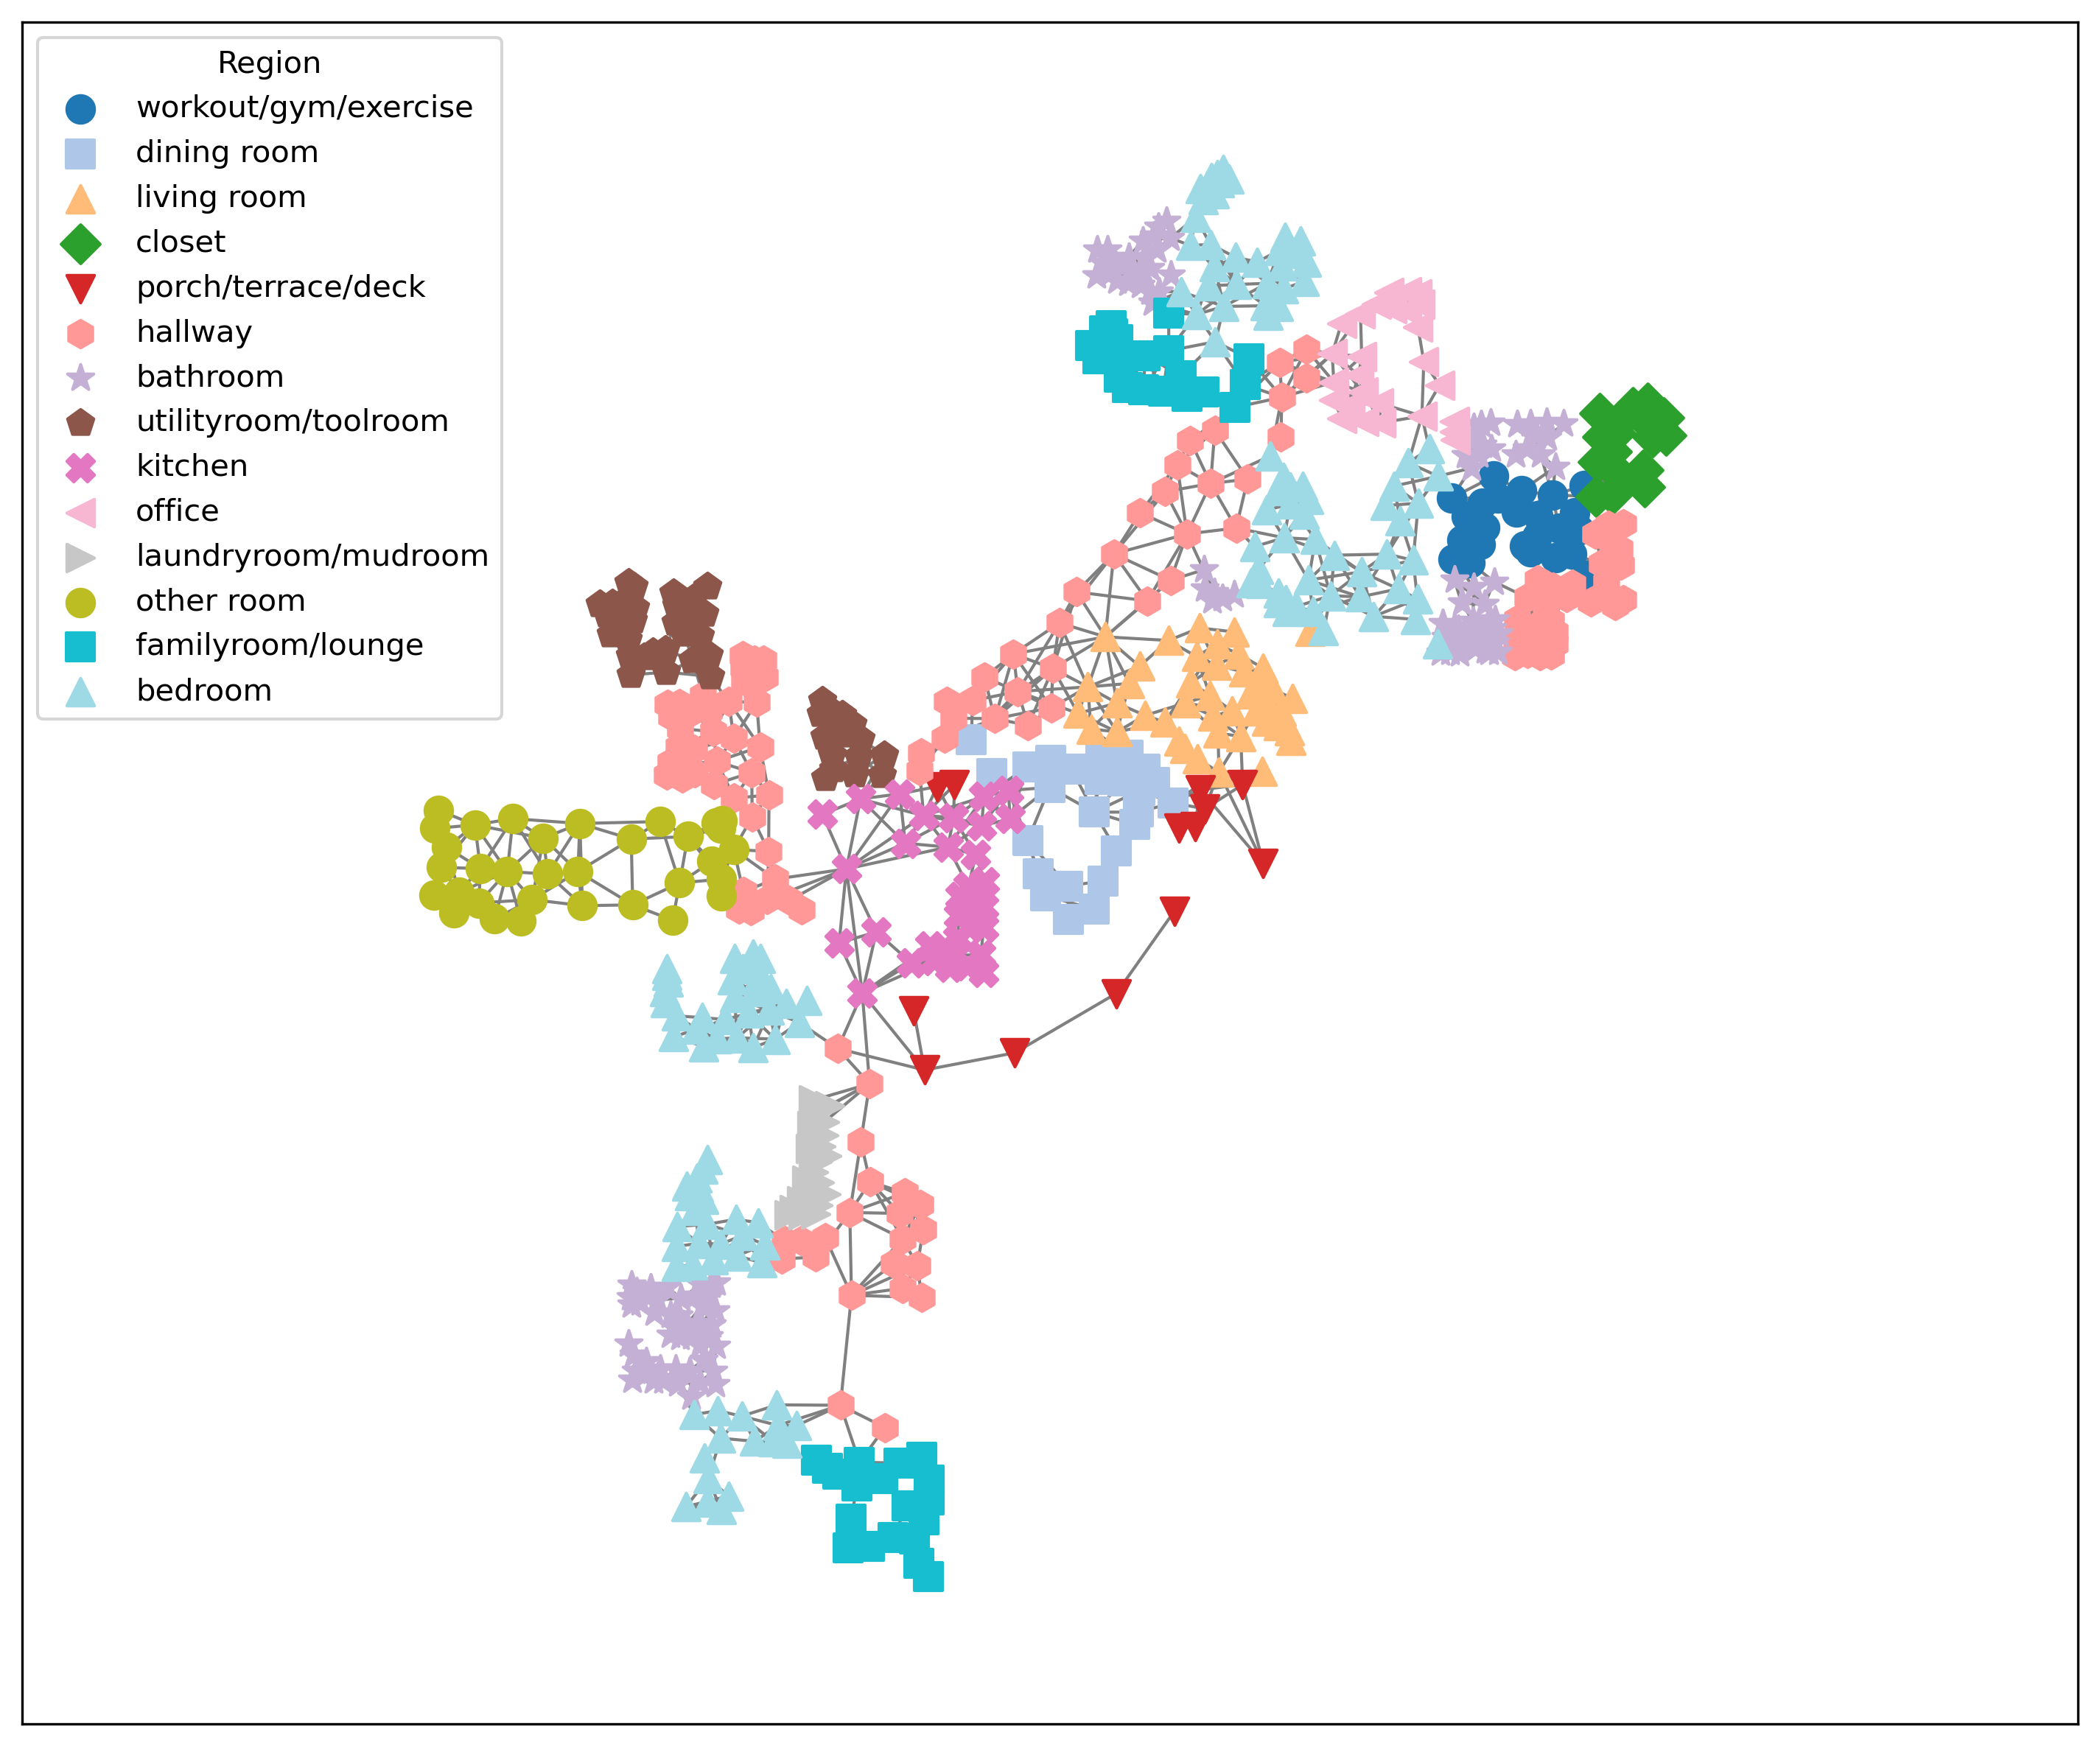 Region
workout/gym/exercise
dining room
living room
closet
porch/terrace/deck
hallway
bathroom
utilityroom/toolroom
kitchen
office
laundryroom/mudroom
other room
familyroom/lounge
bedroom